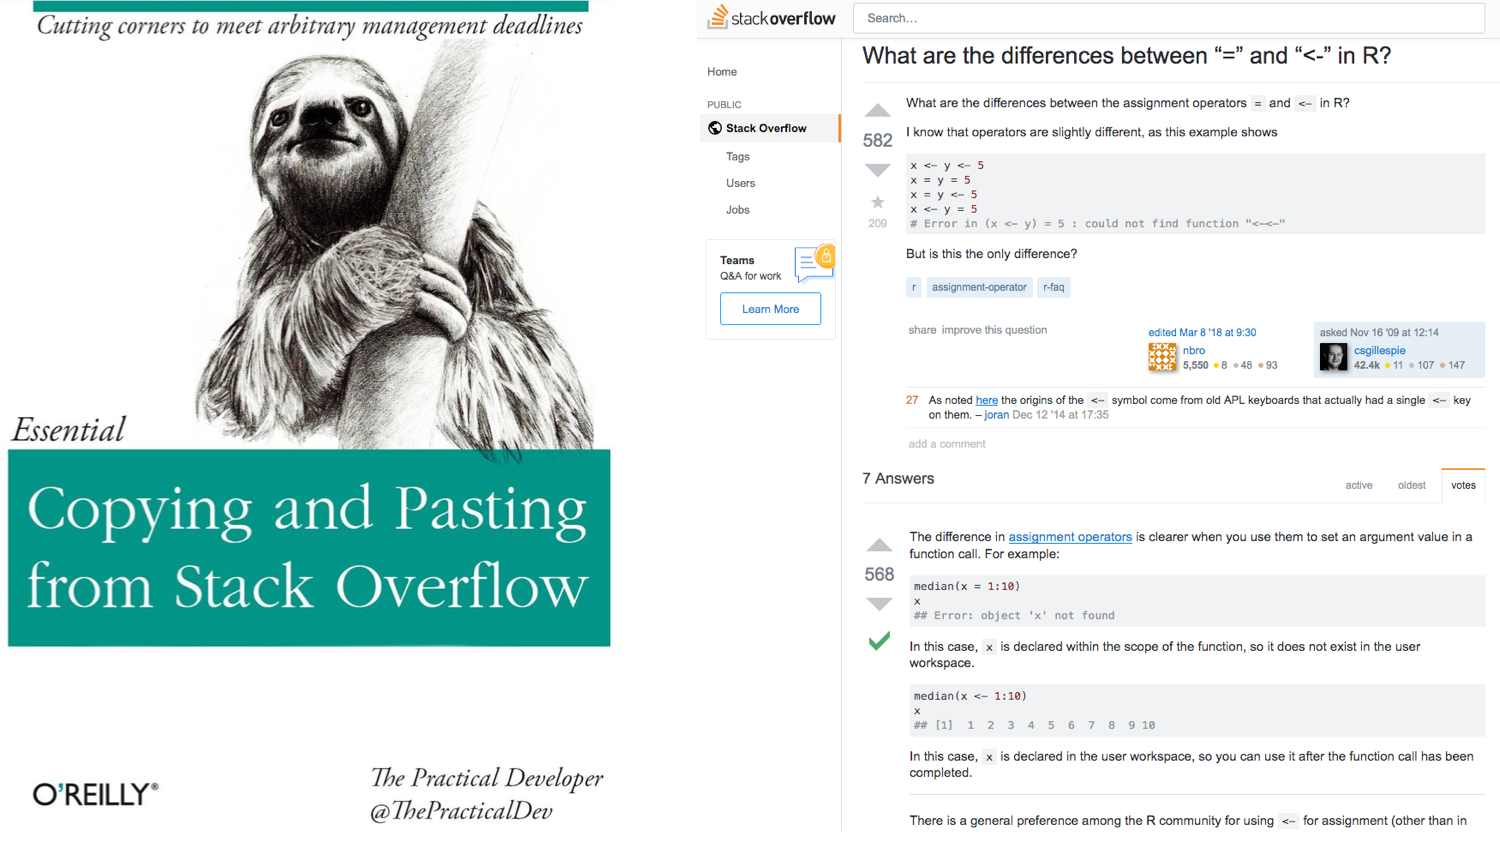 Cutting corners to meet arbitrary management deadlines
Essential
Copying and Pasting
from Stack Overflow
O'REILLY®
The Practical Developer
@ThePracticalDev
stackoverflow
Search...
Home
PUBLIC
Stack Overflow
Tags
Users
Jobs
Teams
Q&A for work
Learn More
What are the differences between “=” and “<-” in R?
582
209
What are the differences between the assignment operators = and <- in R?
I know that operators are slightly different, as this example shows
x <- y <- 5
x = y = 5
x = y <- 5
x <- y = 5
# Error in (x <- y) = 5 : could not find function "<-<-"
But is this the only difference?
r assignment-operator r-faq
share improve this question
edited Mar 8 '18 at 9:30
nbro
5,550 ●8 ●48 ●93
asked Nov 16 '09 at 12:14
csgillespie
42.4k ●11 ●107 ●147
27 As noted here the origins of the <- symbol come from old APL keyboards that actually had a single <- key
on them. – joran Dec 12 '14 at 17:35
add a comment
7 Answers
active oldest votes
568
The difference in assignment operators is clearer when you use them to set an argument value in a
function call. For example:
median(x = 1:10)
x
## Error: object 'x' not found
In this case, x is declared within the scope of the function, so it does not exist in the user
workspace.
median(x <- 1:10)
x
## [1] 1 2 3 4 5 6 7 8 9 10
In this case, x is declared in the user workspace, so you can use it after the function call has been
completed.
There is a general preference among the R community for using <- for assignment (other than in